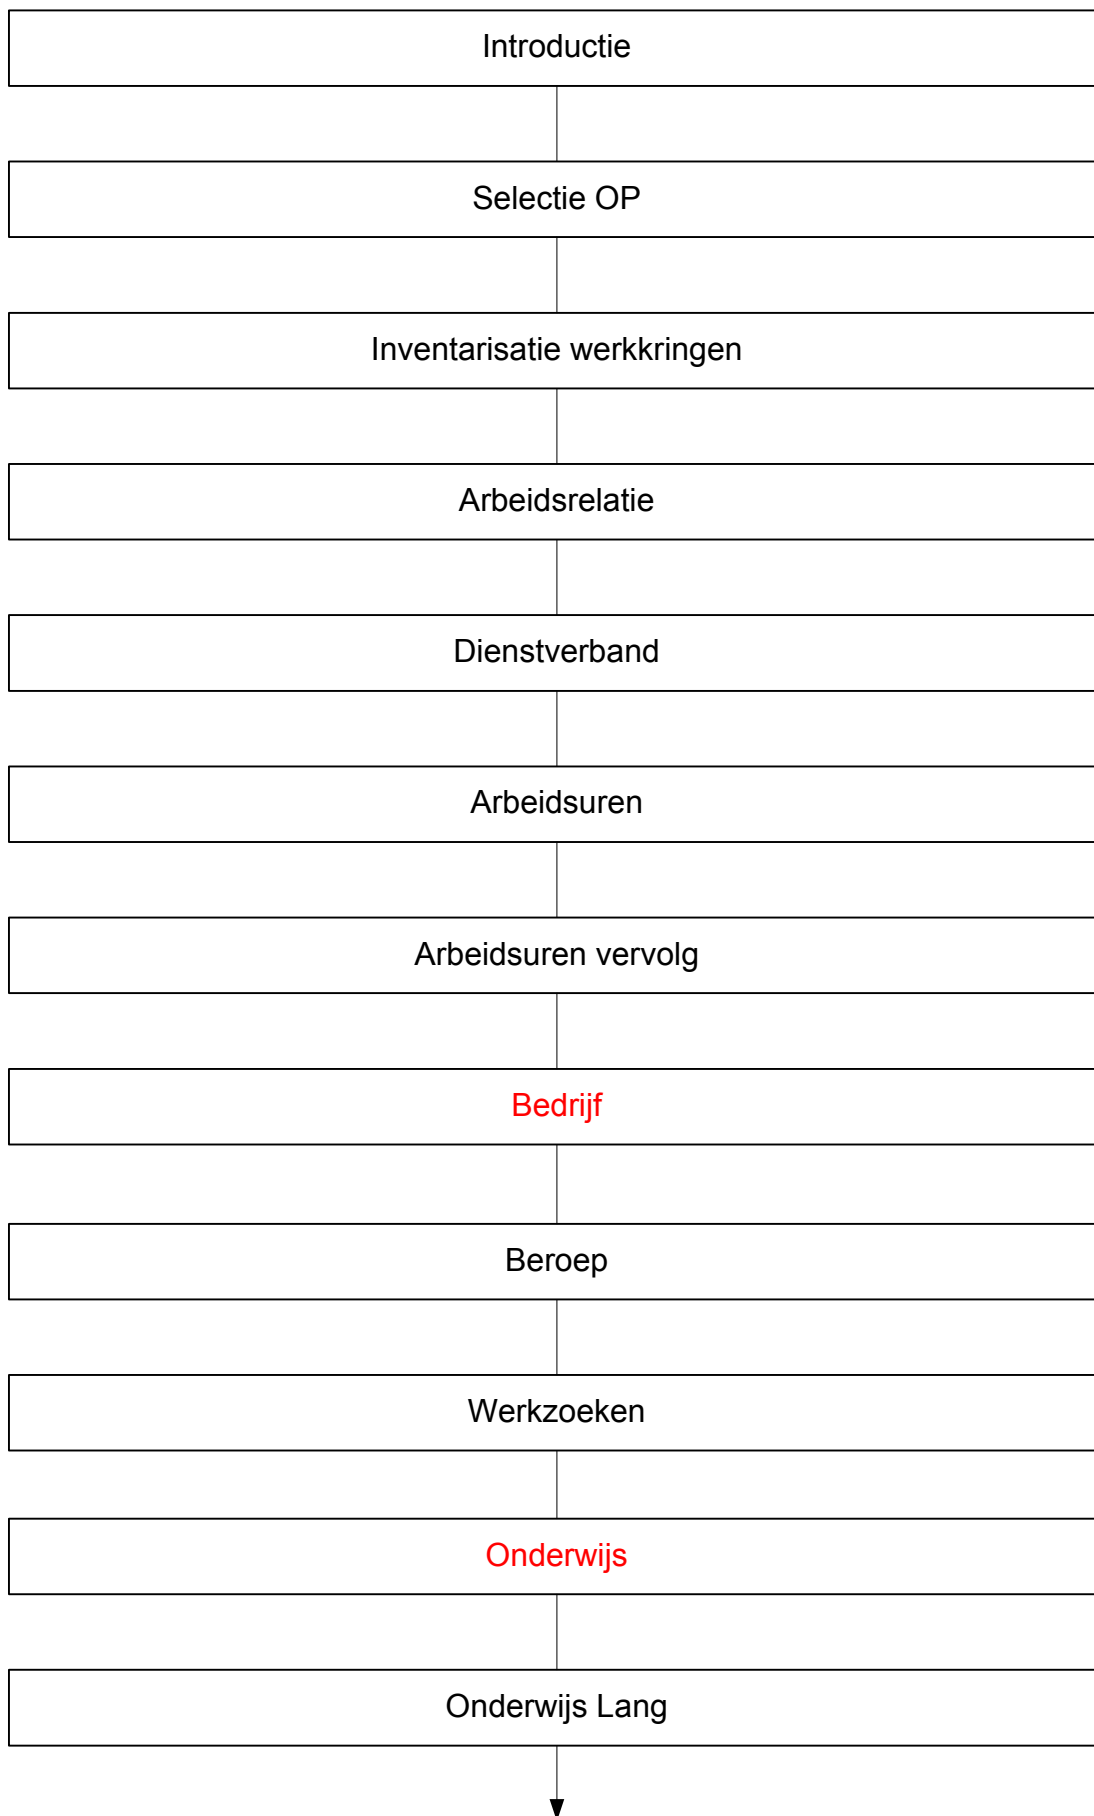 Introductie
Selectie OP
Inventarisatie werkkringen
Arbeidsrelatie
Dienstverband
Arbeidsuren
Arbeidsuren vervolg
Bedrijf
Beroep
Werkzoeken
Onderwijs
Onderwijs Lang